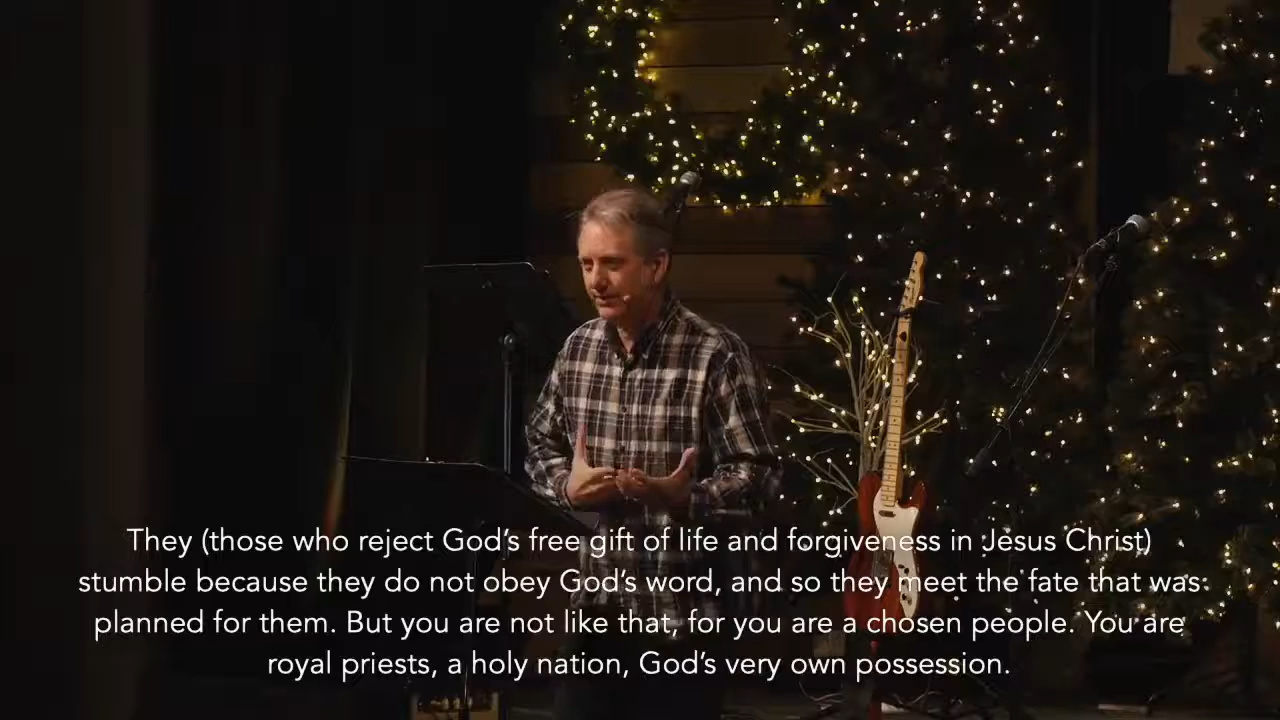 They (those who reject God's free gift of life and forgiveness in Jesus Christ)
stumble because they do not obey God's word, and so they meet the fate that was
planned for them. But you are not like that, for you are a chosen people. You are
royal priests, a holy nation, God's very own possession.